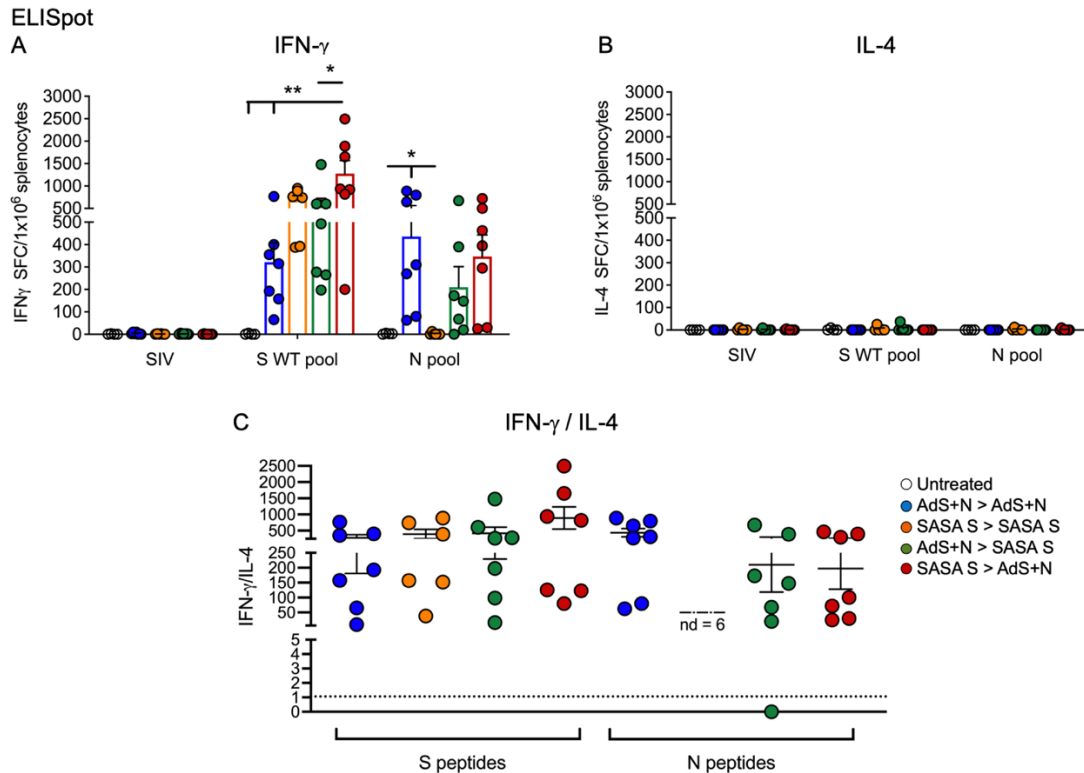 ELISpot
A
IFN-γ
IFNγ SFC/1x10⁶ splenocytes
3000
2500
2000
1500
1000
500
500
400
300
200
100
0
**
*
*
SIV
S WT pool
N pool
B
IL-4
IL-4 SFC/1x10⁶ splenocytes
3000
2500
2000
1500
1000
500
500
400
300
200
100
0
SIV
S WT pool
N pool
C
IFN-γ / IL-4
IFN-γ/IL-4
2500
2000
1500
1000
500
250
200
150
100
50
5
4
3
2
1
0
nd = 6
S peptides
N peptides
Untreated
AdS+N > AdS+N
SASA S > SASA S
AdS+N > SASA S
SASA S > AdS+N